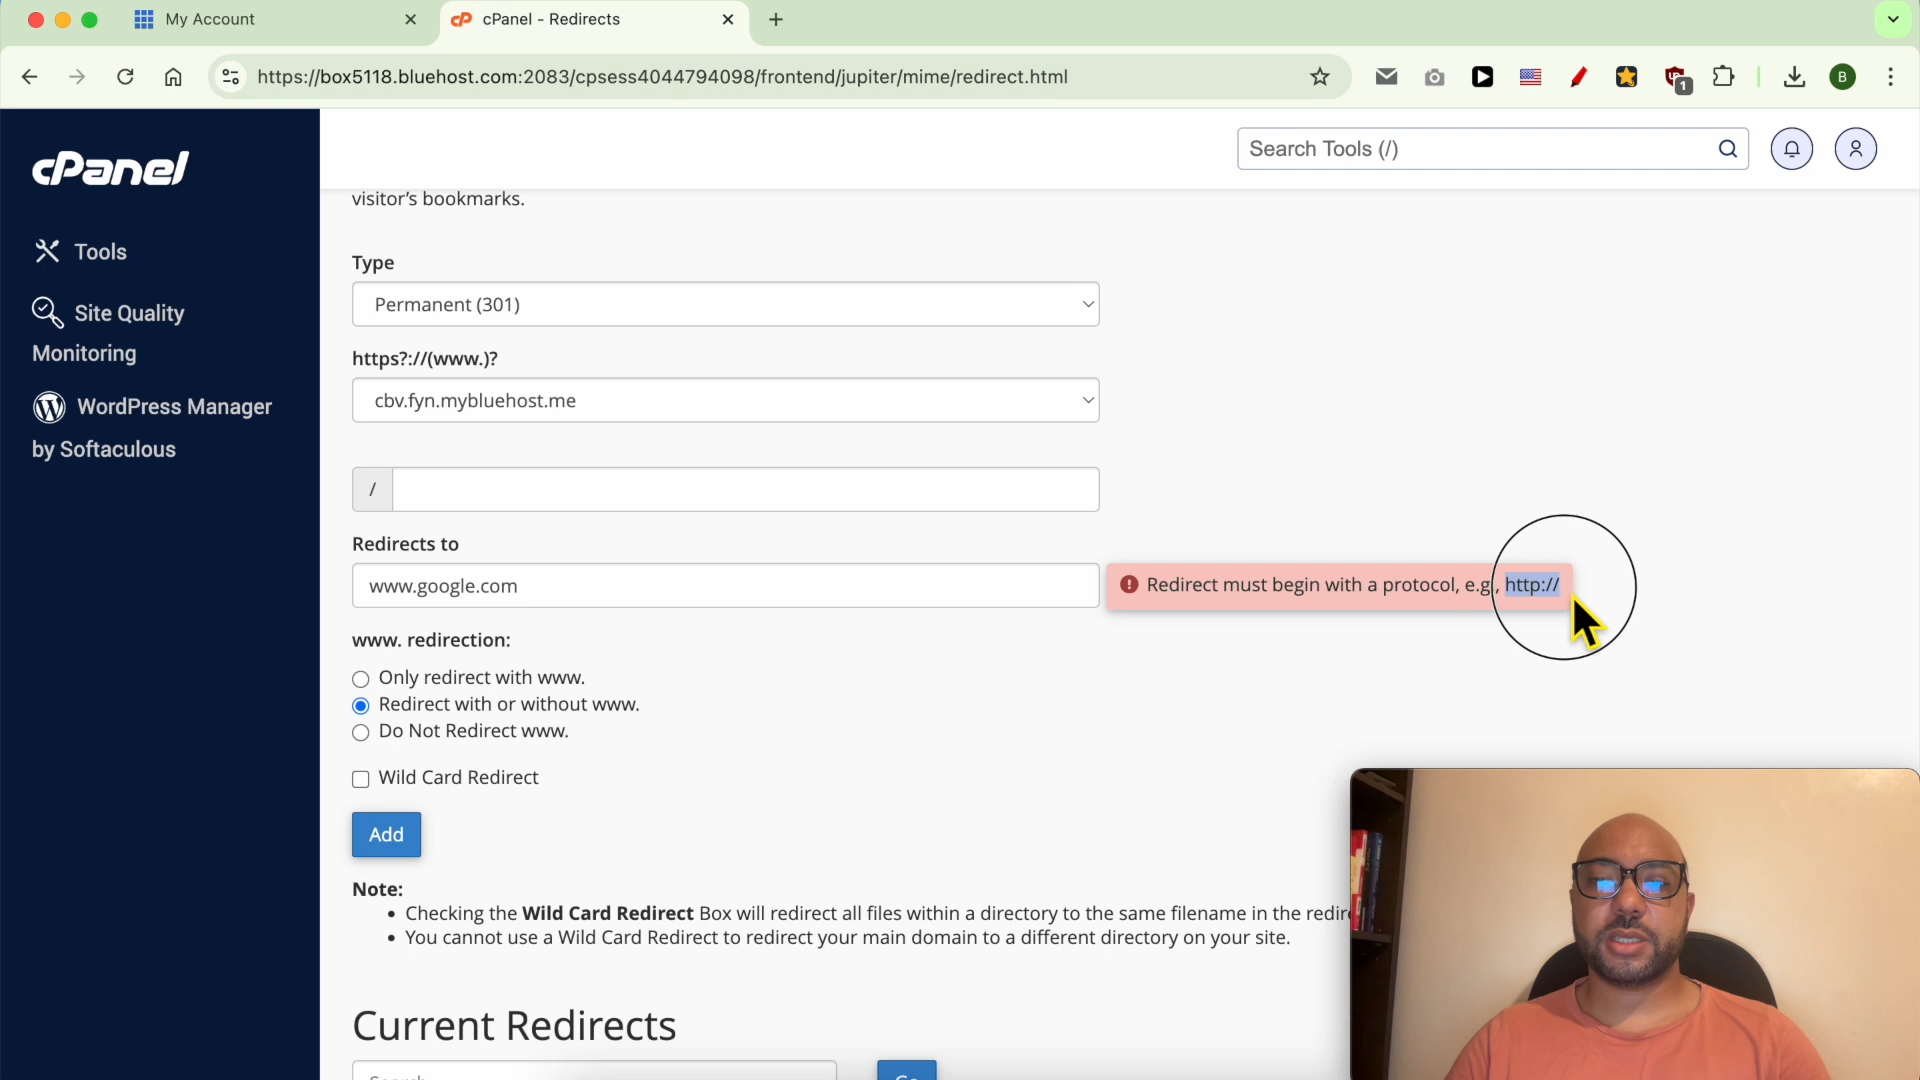 My Account
cPanel - Redirects
https://box5118.bluehost.com:2083/cpsess4044794098/frontend/jupiter/mime/redirect.html
1
B
cPanel
Search Tools (/)
visitor's bookmarks.
Tools
Site Quality
Monitoring
WordPress Manager
by Softaculous
Type
Permanent (301)
https?://(www.)?
cbv.fyn.mybluehost.me
/
Redirects to
www.google.com
Redirect must begin with a protocol, e.g., http://
www. redirection:
Only redirect with www.
Redirect with or without www.
Do Not Redirect www.
Wild Card Redirect
Add
Note:
Checking the Wild Card Redirect Box will redirect all files within a directory to the same filename in the
You cannot use a Wild Card Redirect to redirect your main domain to a different directory on your site.
Current Redirects